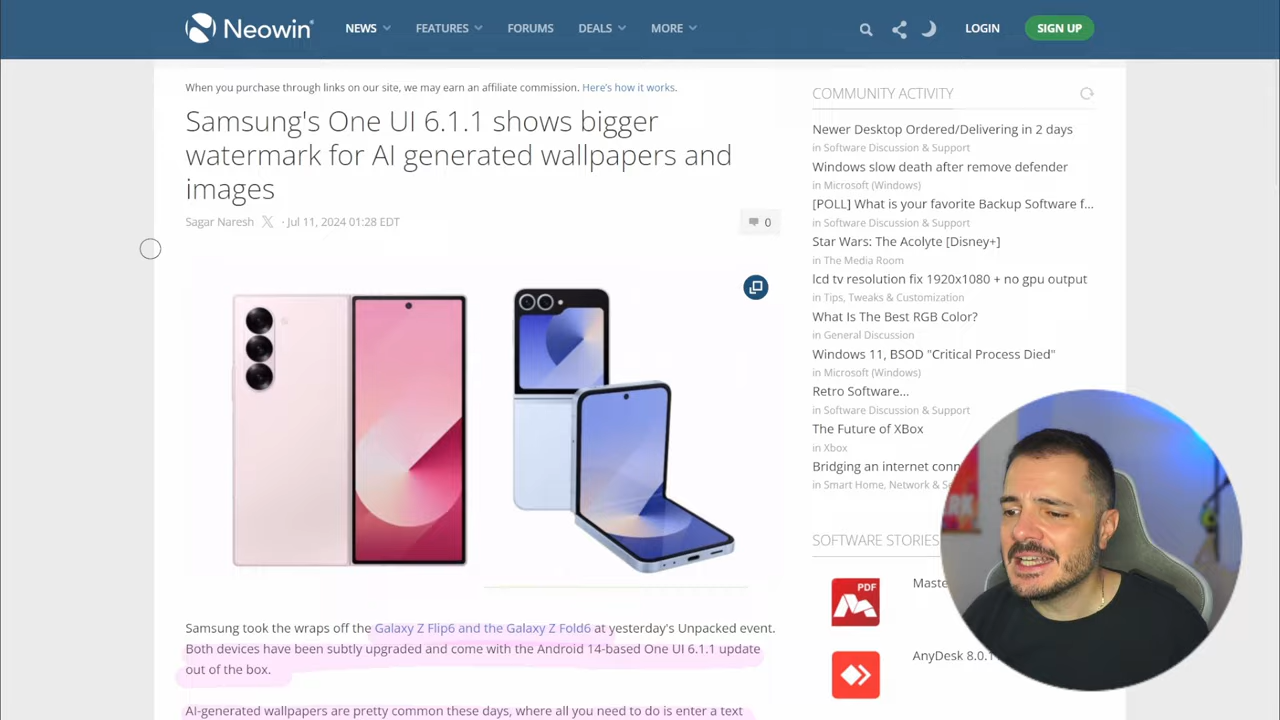 Neowin
NEWS
FEATURES
FORUMS
DEALS
MORE
LOGIN
SIGN UP
When you purchase through links on our site, we may earn an affiliate commission. Here's how it works.
Samsung's One UI 6.1.1 shows bigger
watermark for AI generated wallpapers and
images
Sagar Naresh · Jul 11, 2024 01:28 EDT
0
Samsung took the wraps off the Galaxy Z Flip6 and the Galaxy Z Fold6 at yesterday's Unpacked event.
Both devices have been subtly upgraded and come with the Android 14-based One UI 6.1.1 update
out of the box.
AI-generated wallpapers are pretty common these days, where all you need to do is enter a text
COMMUNITY ACTIVITY
Newer Desktop Ordered/Delivering in 2 days
in Software Discussion & Support
Windows slow death after remove defender
in Microsoft (Windows)
[POLL] What is your favorite Backup Software f...
in Software Discussion & Support
Star Wars: The Acolyte [Disney+]
in The Media Room
lcd tv resolution fix 1920x1080 + no gpu output
in Tips, Tweaks & Customization
What Is The Best RGB Color?
in General Discussion
Windows 11, BSOD "Critical Process Died"
in Microsoft (Windows)
Retro Software...
in Software Discussion & Support
The Future of XBox
in Xbox
Bridging an internet conn
in Smart Home, Network & Se
SOFTWARE STORIES
PDF
Maste
AnyDesk 8.0.1